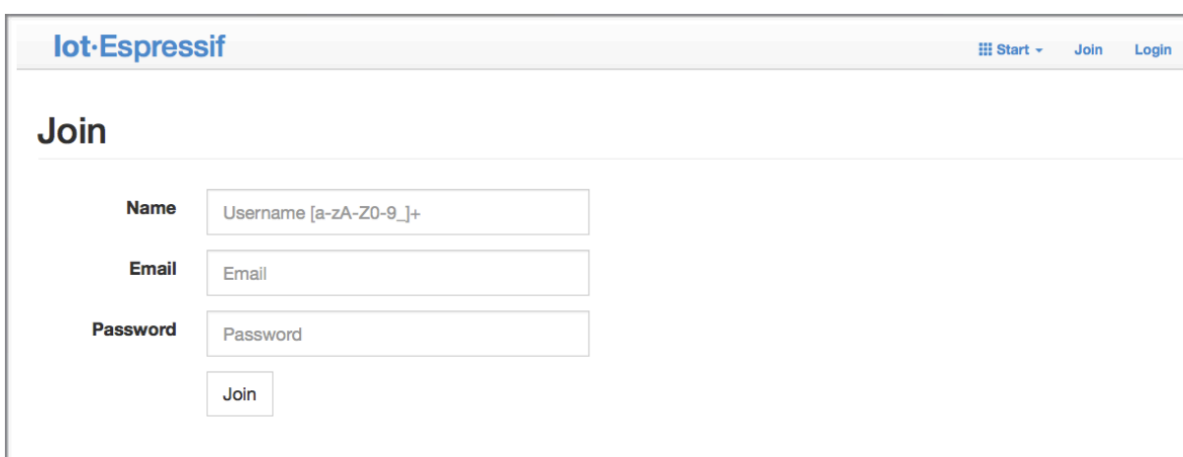 Iot·Espressif
Start Join Login
Join
Name Username [a-zA-Z0-9_]+
Email Email
Password Password
Join